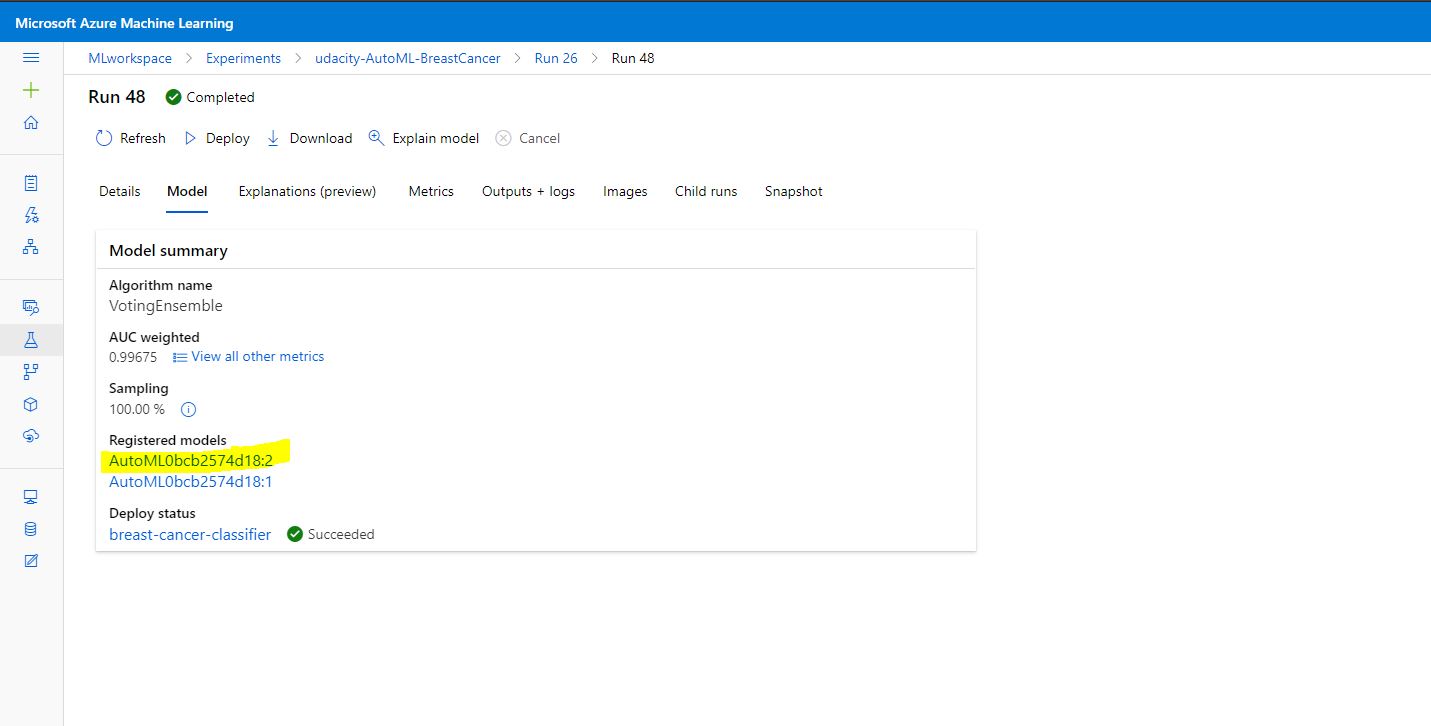 Microsoft Azure Machine Learning
MLworkspace > Experiments > udacity-AutoML-BreastCancer > Run 26 > Run 48
Run 48 Completed
Refresh Deploy Download Explain model Cancel
Details Model Explanations (preview) Metrics Outputs + logs Images Child runs Snapshot
Model summary
Algorithm name
VotingEnsemble
AUC weighted
0.99675 View all other metrics
Sampling
100.00 %
Registered models
AutoML0bcb2574d18:2
AutoML0bcb2574d18:1
Deploy status
breast-cancer-classifier Succeeded